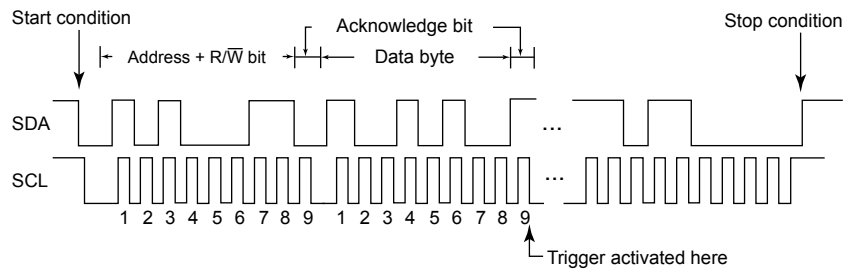 Start condition
Acknowledge bit
Stop condition
Address + R/W̅ bit
Data byte
SDA
...
SCL
...
1 2 3 4 5 6 7 8 9 1 2 3 4 5 6 7 8 9
Trigger activated here